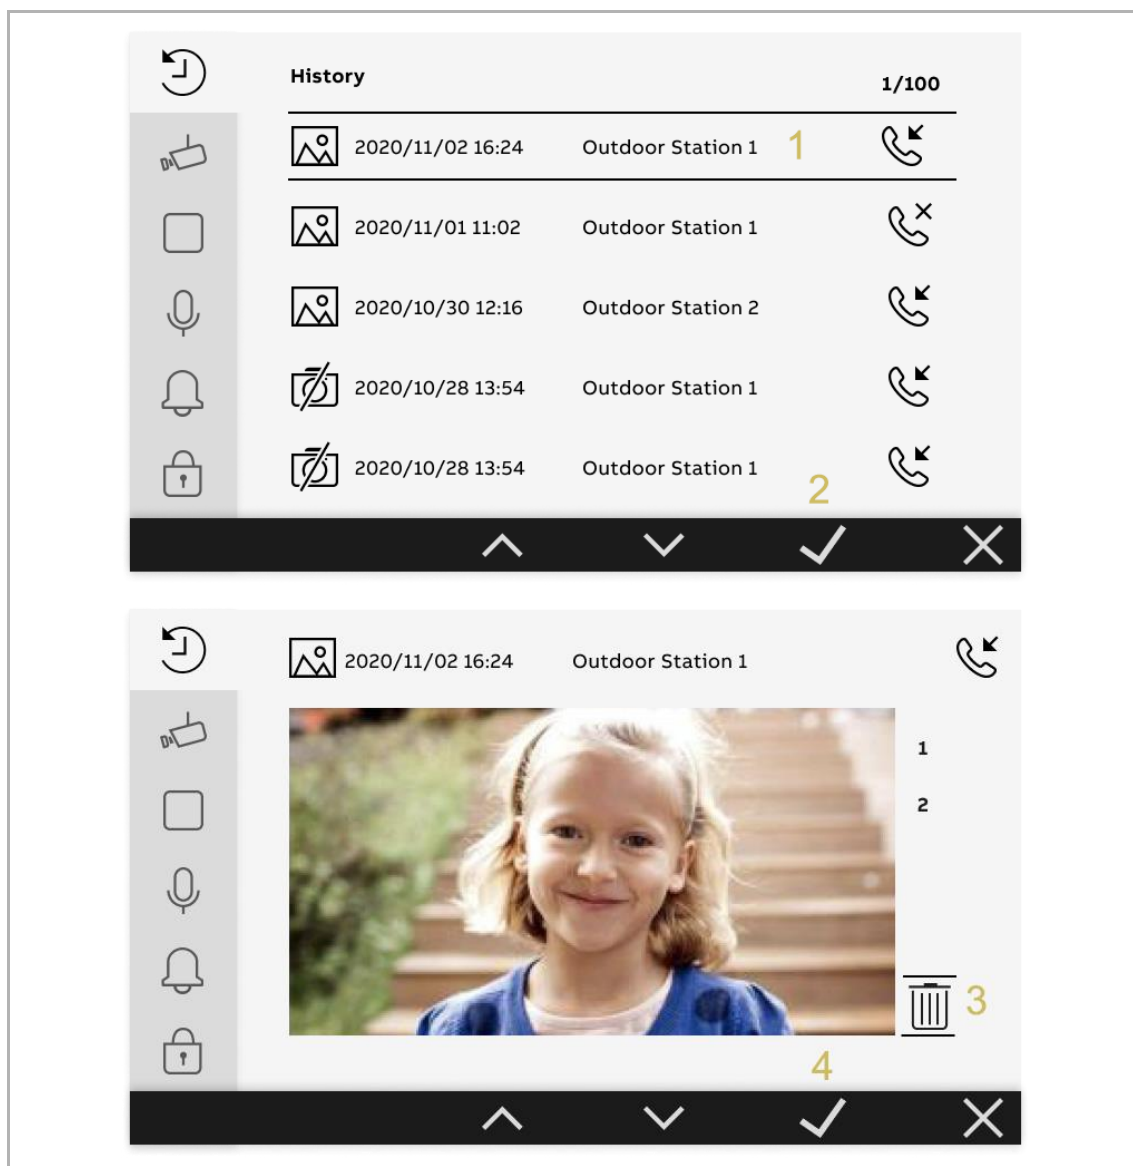 History
1/100
2020/11/02 16:24 Outdoor Station 1 1
2020/11/01 11:02 Outdoor Station 1
2020/10/30 12:16 Outdoor Station 2
2020/10/28 13:54 Outdoor Station 1
2020/10/28 13:54 Outdoor Station 1
2
2020/11/02 16:24 Outdoor Station 1
1
2
3
4